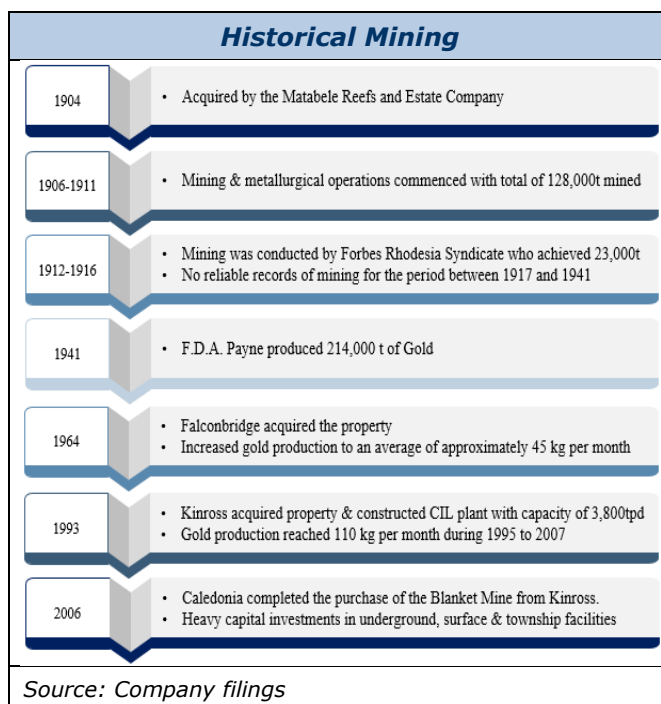 Historical Mining
1904
• Acquired by the Matabele Reefs and Estate Company
1906-1911
• Mining & metallurgical operations commenced with total of 128,000t mined
1912-1916
• Mining was conducted by Forbes Rhodesia Syndicate who achieved 23,000t
• No reliable records of mining for the period between 1917 and 1941
1941
• F.D.A. Payne produced 214,000 t of Gold
1964
• Falconbridge acquired the property
• Increased gold production to an average of approximately 45 kg per month
1993
• Kinross acquired property & constructed CIL plant with capacity of 3,800tpd
• Gold production reached 110 kg per month during 1995 to 2007
2006
• Caledonia completed the purchase of the Blanket Mine from Kinross.
• Heavy capital investments in underground, surface & township facilities
Source: Company filings